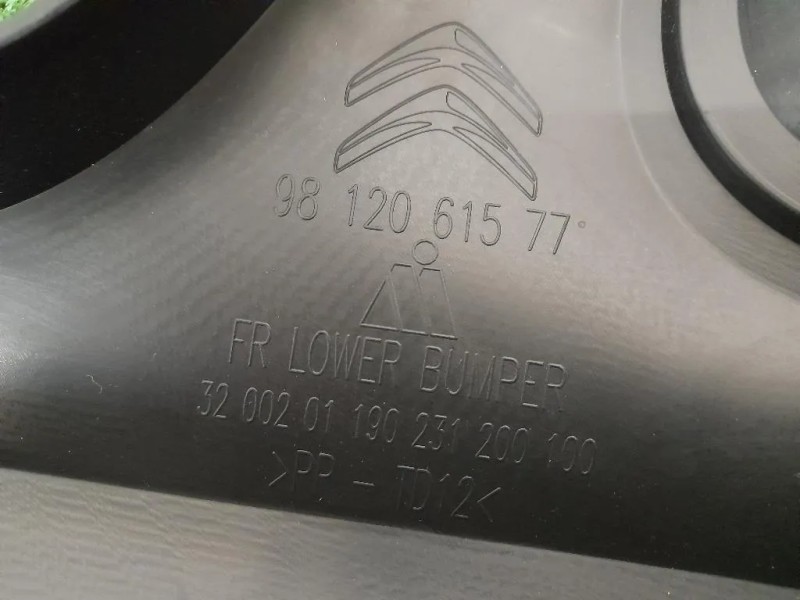 98 120 615 77
FR LOWER BUMPER
32 002 01 190 231 200 100
>PP - TD12<